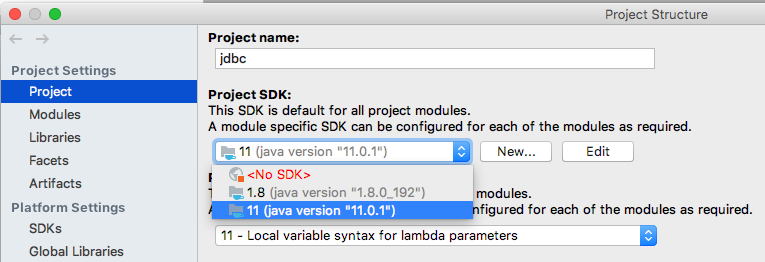 Project Structure
Project Settings
Project
Modules
Libraries
Facets
Artifacts
Platform Settings
SDKs
Global Libraries
Project name:
jdbc
Project SDK:
This SDK is default for all project modules.
A module specific SDK can be configured for each of the modules as required.
11 (java version "11.0.1")
New...
Edit
<No SDK>
1.8 (java version "1.8.0_192")
11 (java version "11.0.1")
modules.
figured for each of the modules as required.
11 - Local variable syntax for lambda parameters